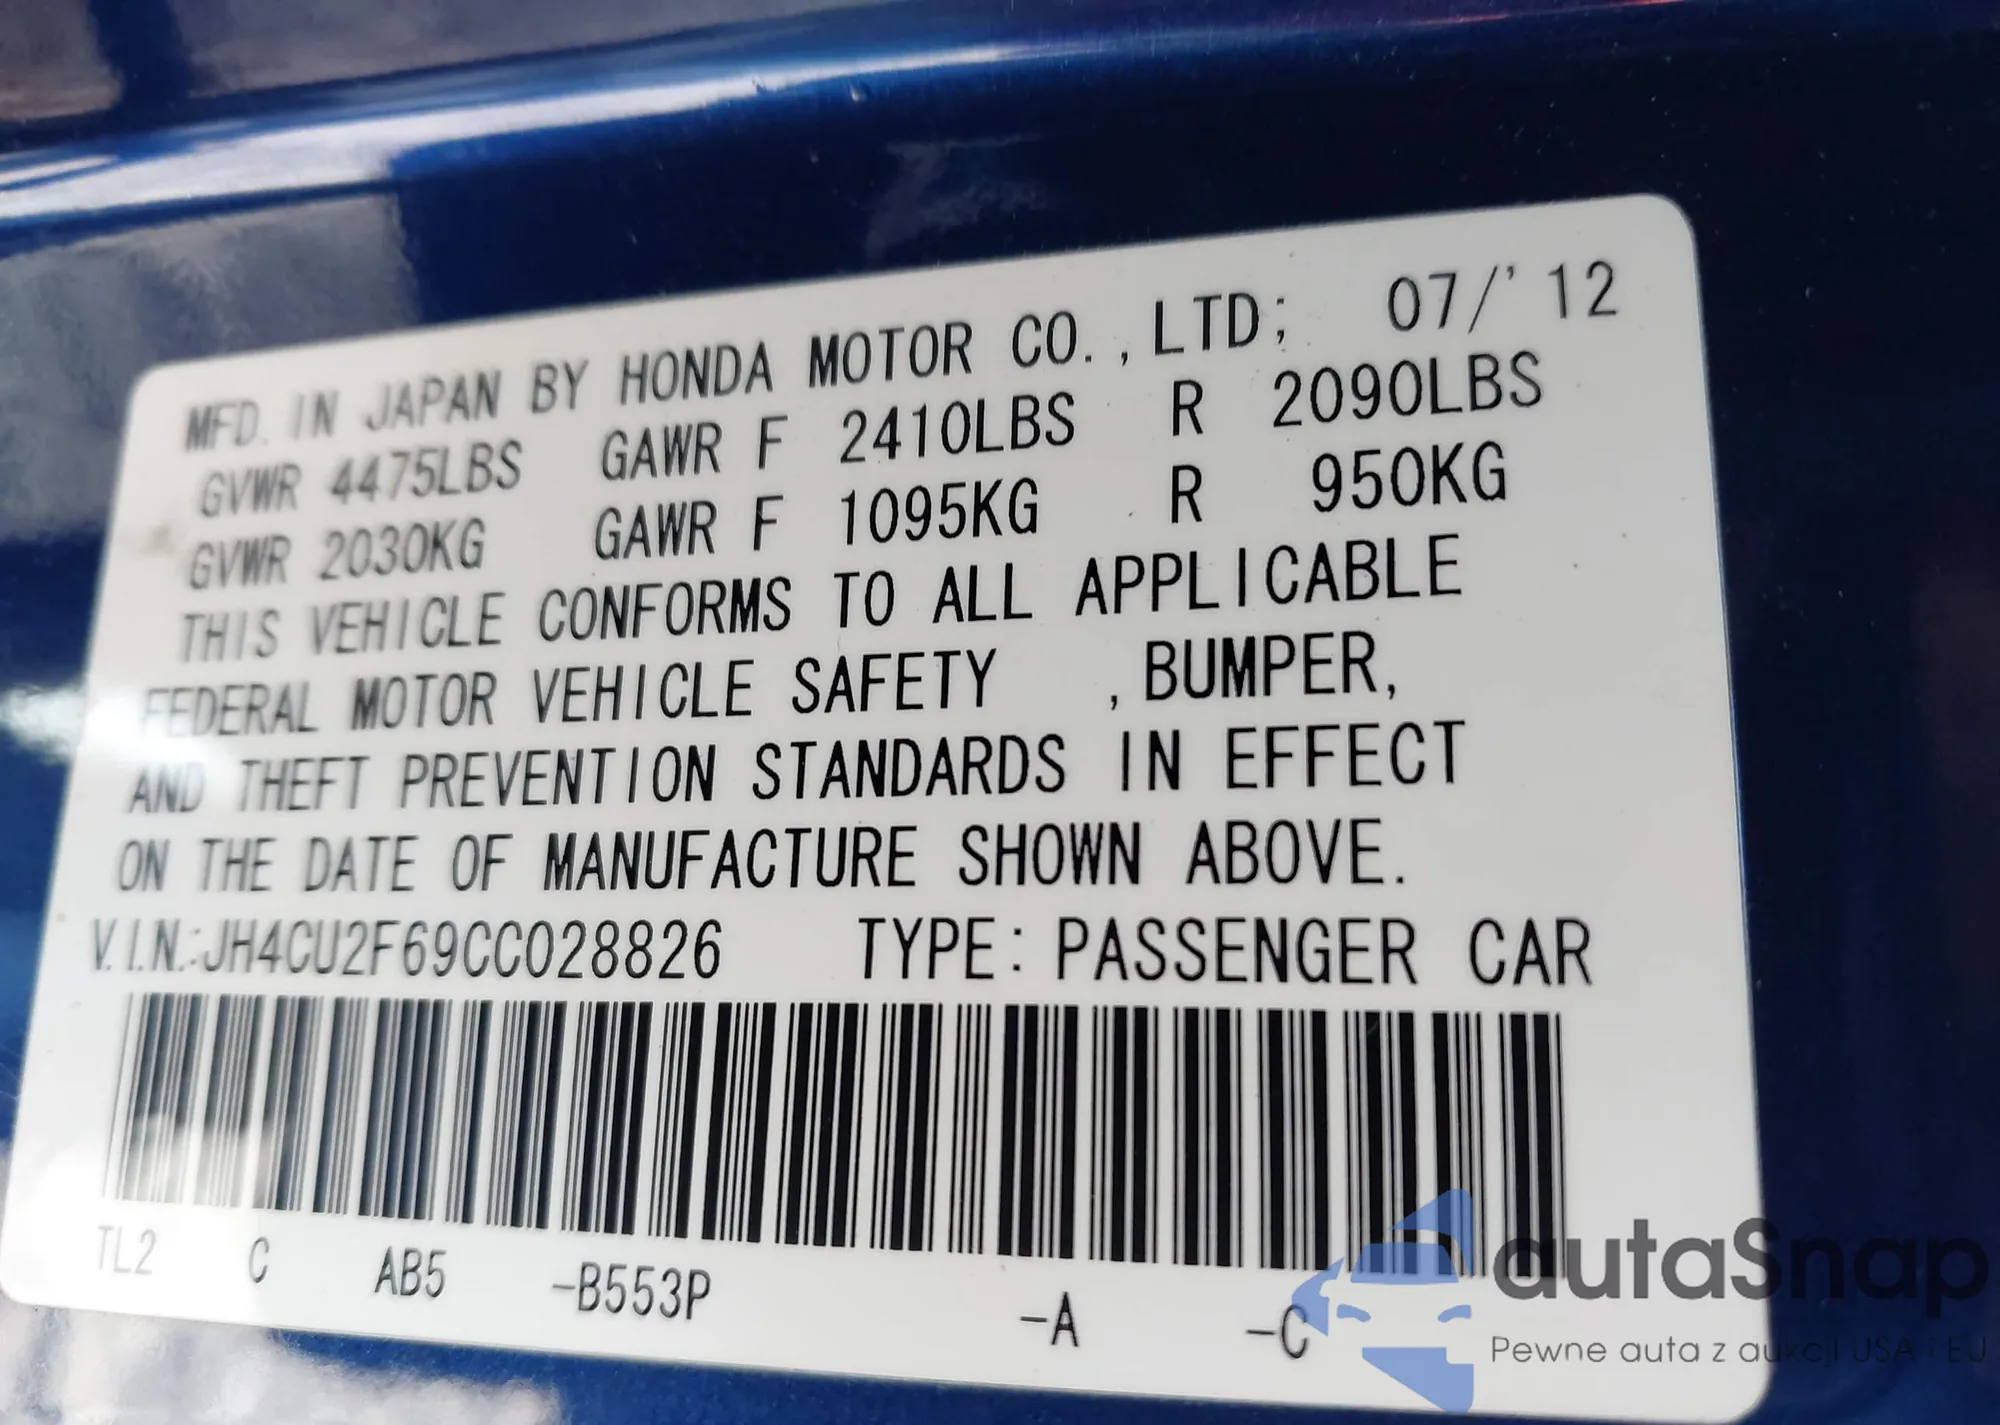 MFD. IN JAPAN BY HONDA MOTOR CO., LTD; 07/'12
GVWR 4475LBS GAWR F 2410LBS R 2090LBS
GVWR 2030KG GAWR F 1095KG R 950KG
THIS VEHICLE CONFORMS TO ALL APPLICABLE
FEDERAL MOTOR VEHICLE SAFETY , BUMPER,
AND THEFT PREVENTION STANDARDS IN EFFECT
ON THE DATE OF MANUFACTURE SHOWN ABOVE.
V.I.N.:JH4CU2F69CC028826 TYPE: PASSENGER CAR
TL2 C AB5 -B553P -A -C
autaSnap
Pewne auta z aukcji USA i EU